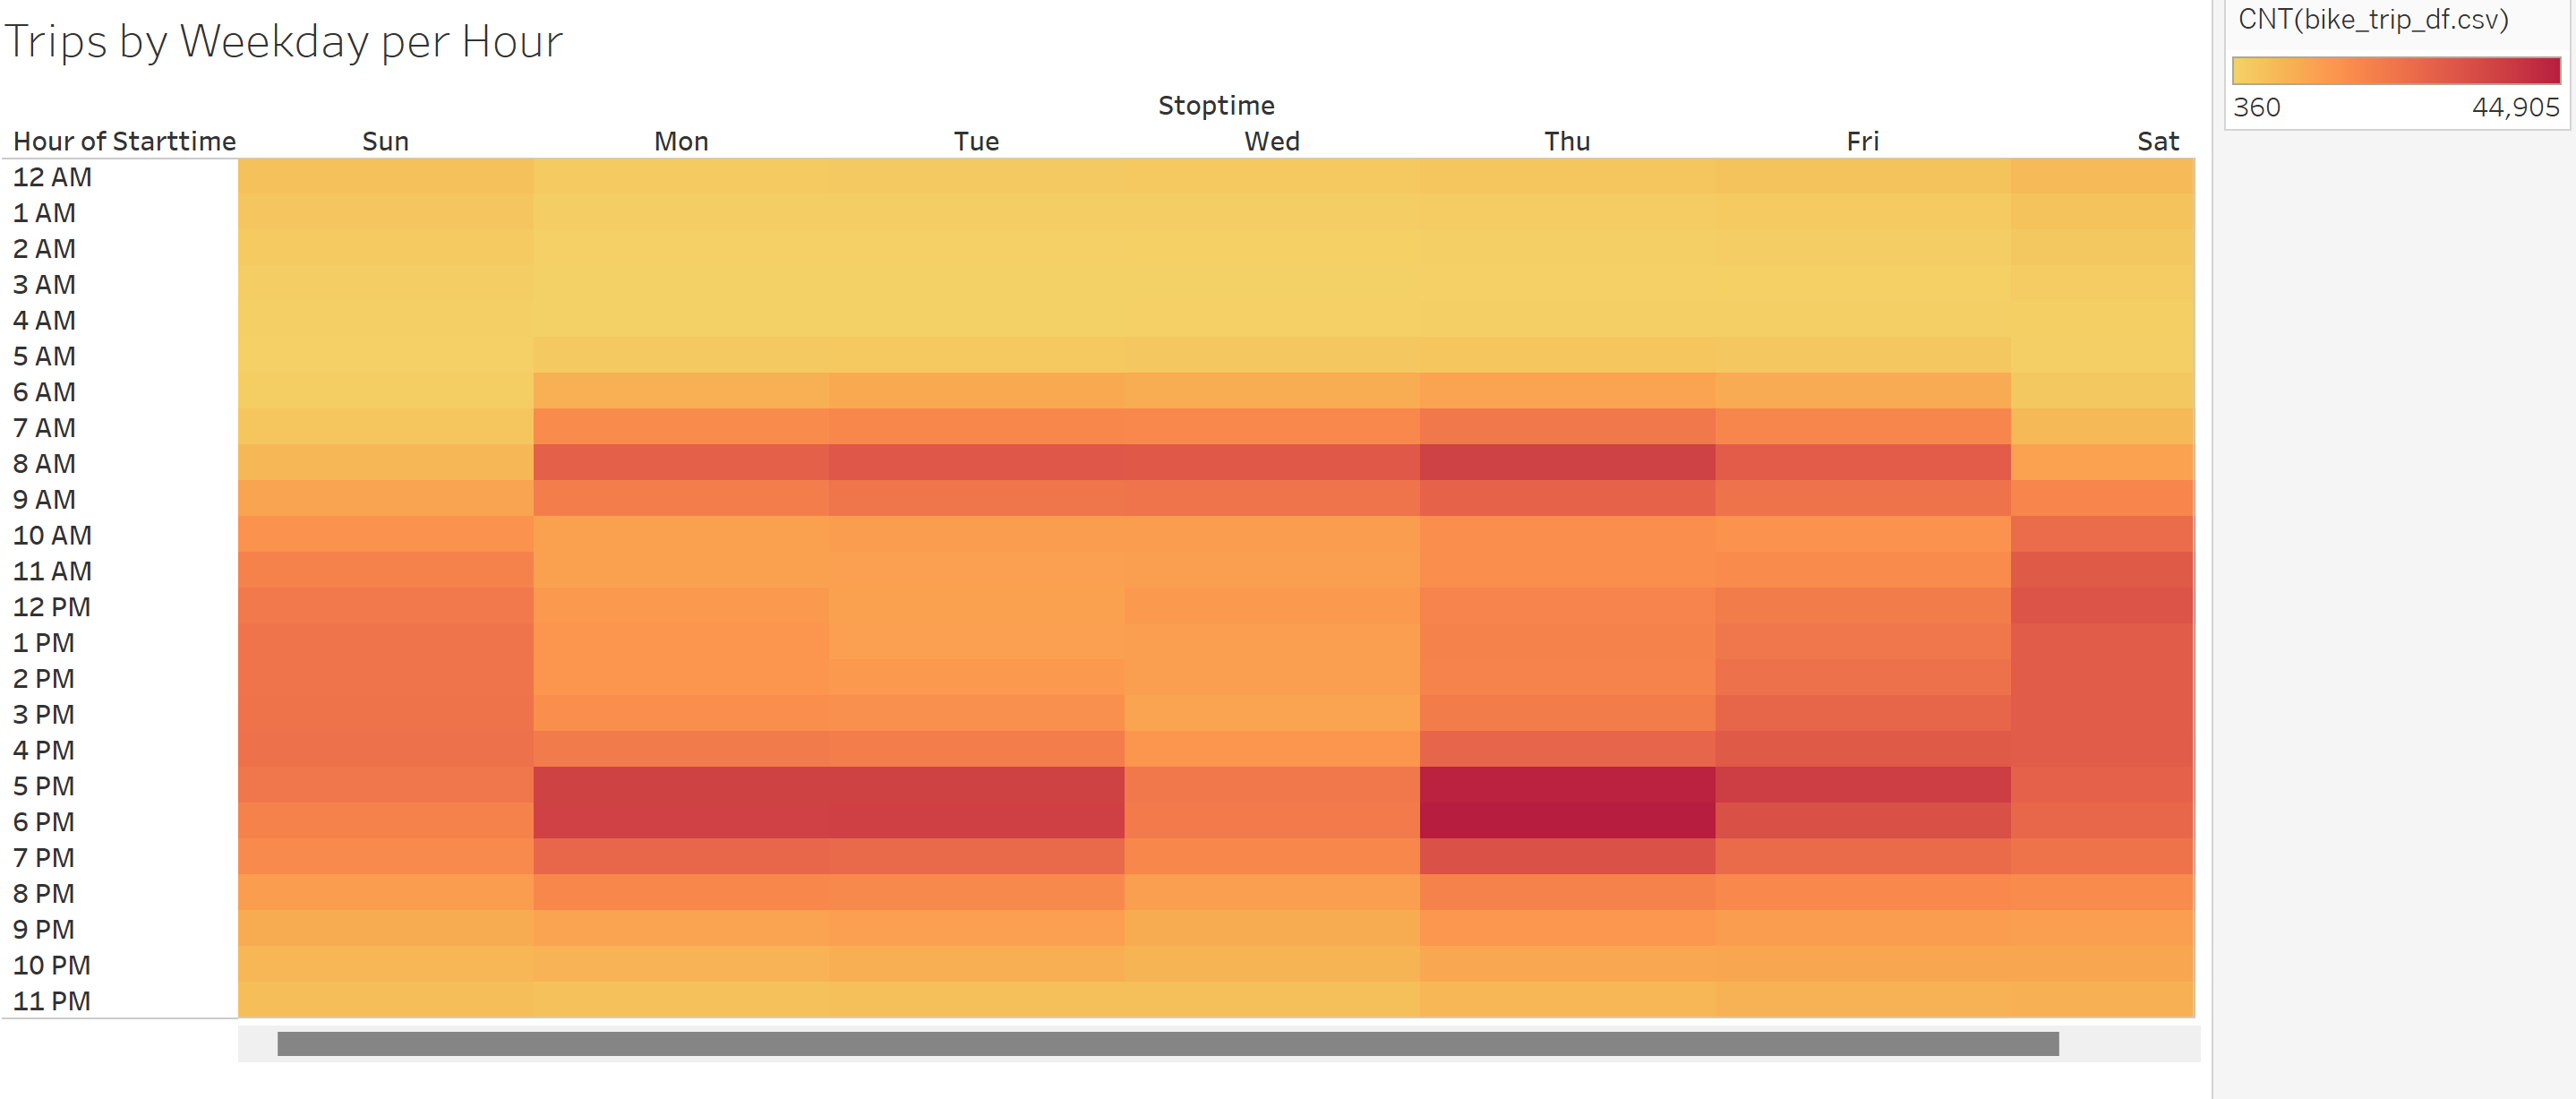 Trips by Weekday per Hour
CNT(bike_trip_df.csv)
360 44,905
Stoptime
Hour of Starttime Sun Mon Tue Wed Thu Fri Sat
12 AM
1 AM
2 AM
3 AM
4 AM
5 AM
6 AM
7 AM
8 AM
9 AM
10 AM
11 AM
12 PM
1 PM
2 PM
3 PM
4 PM
5 PM
6 PM
7 PM
8 PM
9 PM
10 PM
11 PM